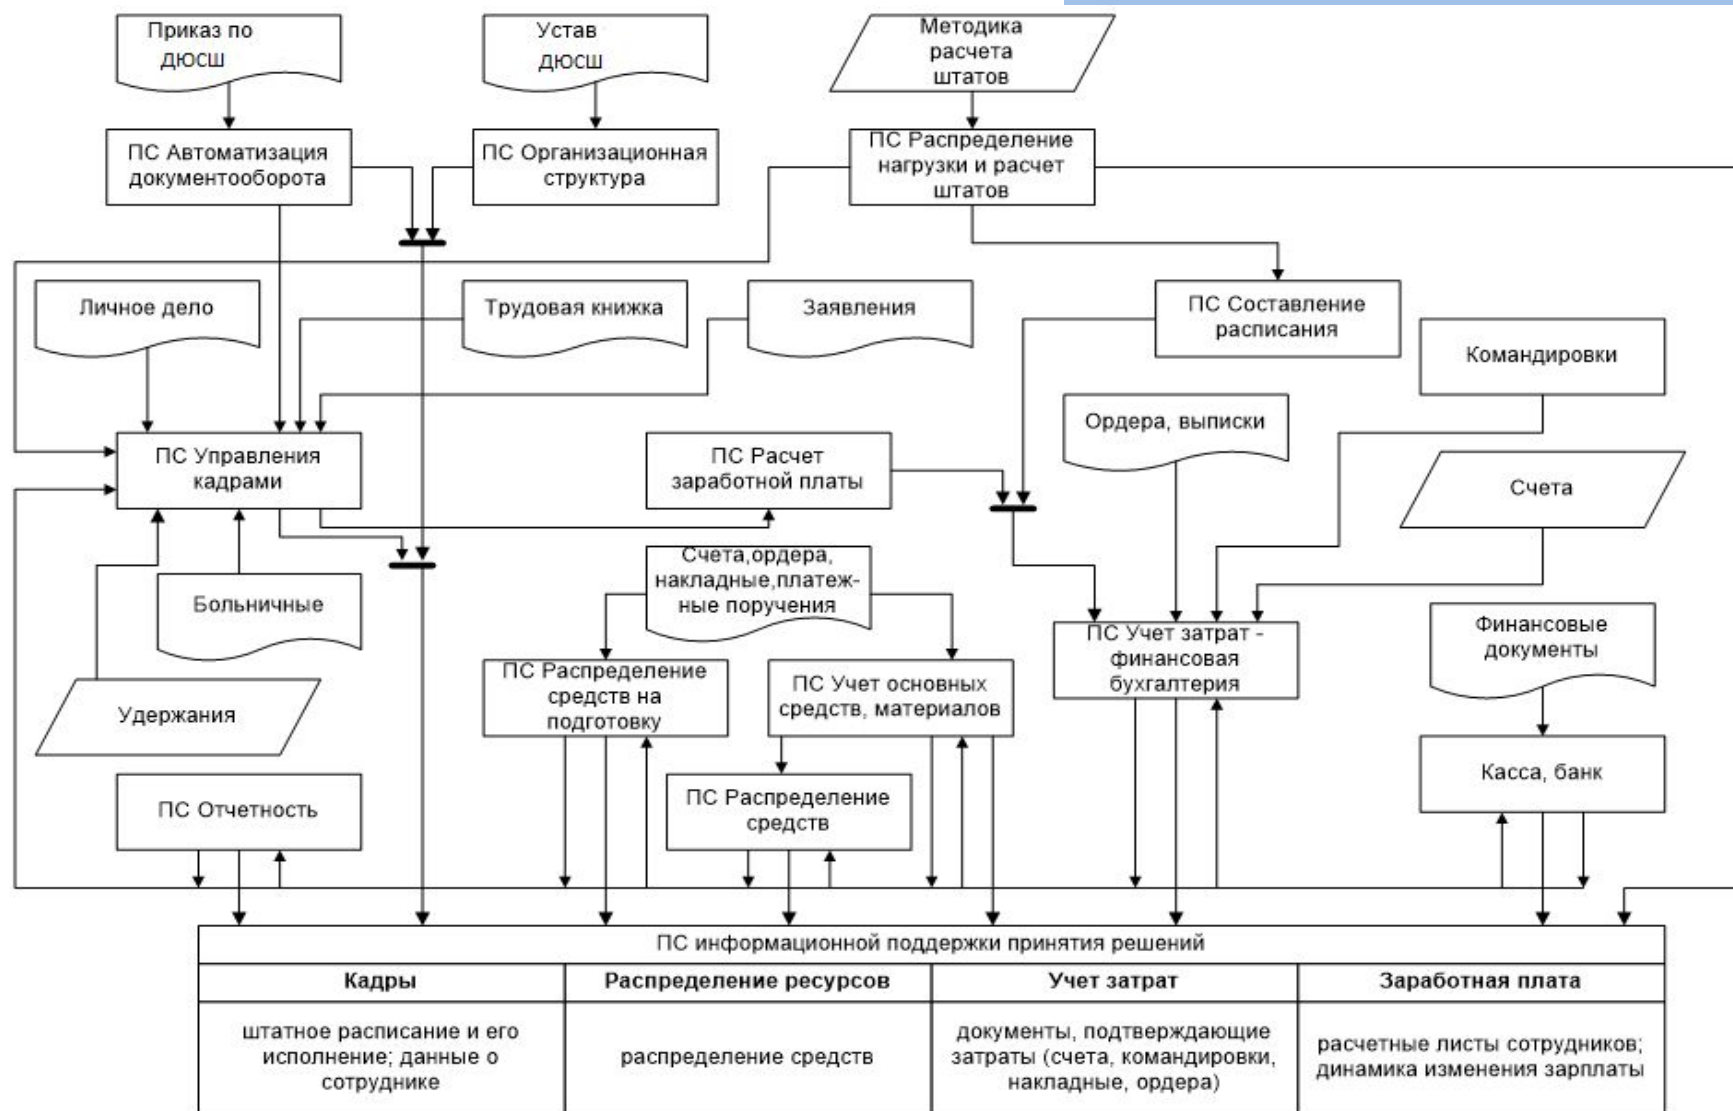 Приказ по
ДЮСШ
Устав
ДЮСШ
Методика
расчета
штатов
ПС Автоматизация
документооборота
ПС Организационная
структура
ПС Распределение
нагрузки и расчет
штатов
Личное дело
Трудовая книжка
Заявления
ПС Составление
расписания
Командировки
Ордера, выписки
ПС Управления
кадрами
ПС Расчет
заработной платы
Счета
Больничные
Счета,ордера,
накладные,платеж-
ные поручения
ПС Учет затрат -
финансовая
бухгалтерия
Финансовые
документы
Удержания
ПС Распределение
средств на
подготовку
ПС Учет основных
средств, материалов
Касса, банк
ПС Отчетность
ПС Распределение
средств
ПС информационной поддержки принятия решений
Кадры
Распределение ресурсов
Учет затрат
Заработная плата
штатное расписание и его
исполнение; данные о
сотруднике
распределение средств
документы, подтверждающие
затраты (счета, командировки,
накладные, ордера)
расчетные листы сотрудников;
динамика изменения зарплаты